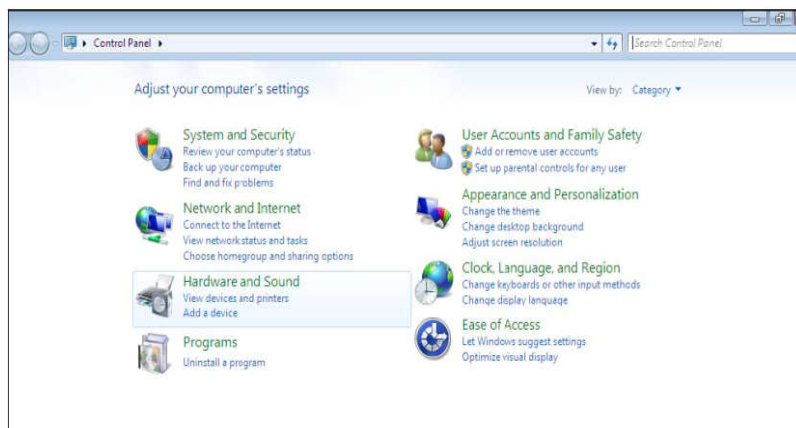 Control Panel
Search Control Panel
Adjust your computer's settings
View by: Category
System and Security
Review your computer's status
Back up your computer
Find and fix problems
Network and Internet
Connect to the Internet
View network status and tasks
Choose homegroup and sharing options
Hardware and Sound
View devices and printers
Add a device
Programs
Uninstall a program
User Accounts and Family Safety
Add or remove user accounts
Set up parental controls for any user
Appearance and Personalization
Change the theme
Change desktop background
Adjust screen resolution
Clock, Language, and Region
Change keyboards or other input methods
Change display language
Ease of Access
Let Windows suggest settings
Optimize visual display